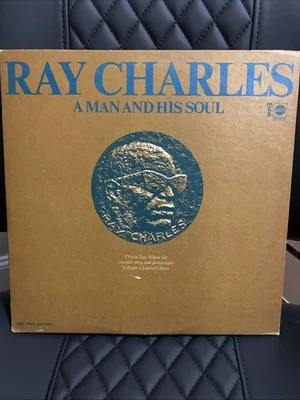 RAY CHARLES
A MAN AND HIS SOUL
abc
RAY CHARLES
Deluxe Two Album Set
complete story and photographs
Collector's Limited Edition